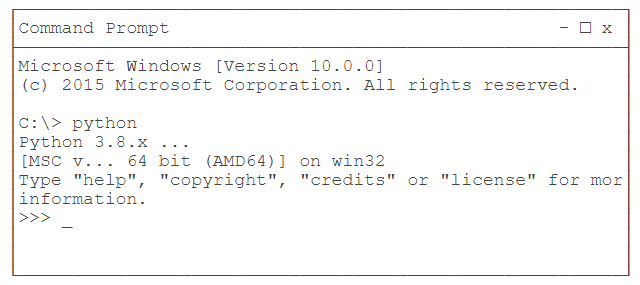 Command Prompt - □ x
Microsoft Windows [Version 10.0.0]
(c) 2015 Microsoft Corporation. All rights reserved.
C:\> python
Python 3.8.x ...
[MSC v... 64 bit (AMD64)] on win32
Type "help", "copyright", "credits" or "license" for mor
information.
>>> _